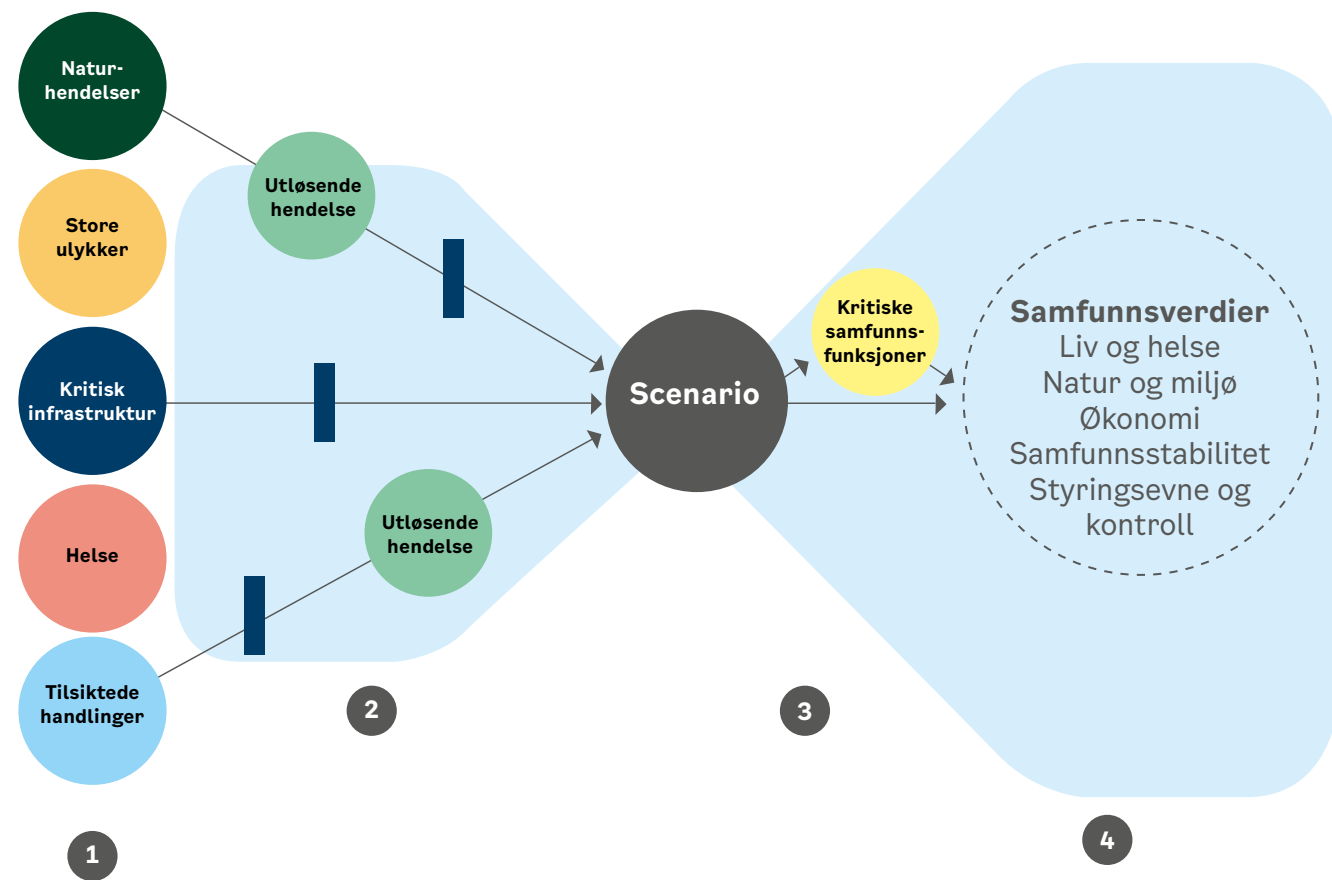 Natur-
hendelser
Store
ulykker
Kritisk
infrastruktur
Helse
Tilsiktede
handlinger
1
Utløsende
hendelse
Utløsende
hendelse
2
Scenario
Kritiske
samfunns-
funksjoner
3
Samfunnsverdier
Liv og helse
Natur og miljø
Økonomi
Samfunnsstabilitet
Styringsevne og
kontroll
4